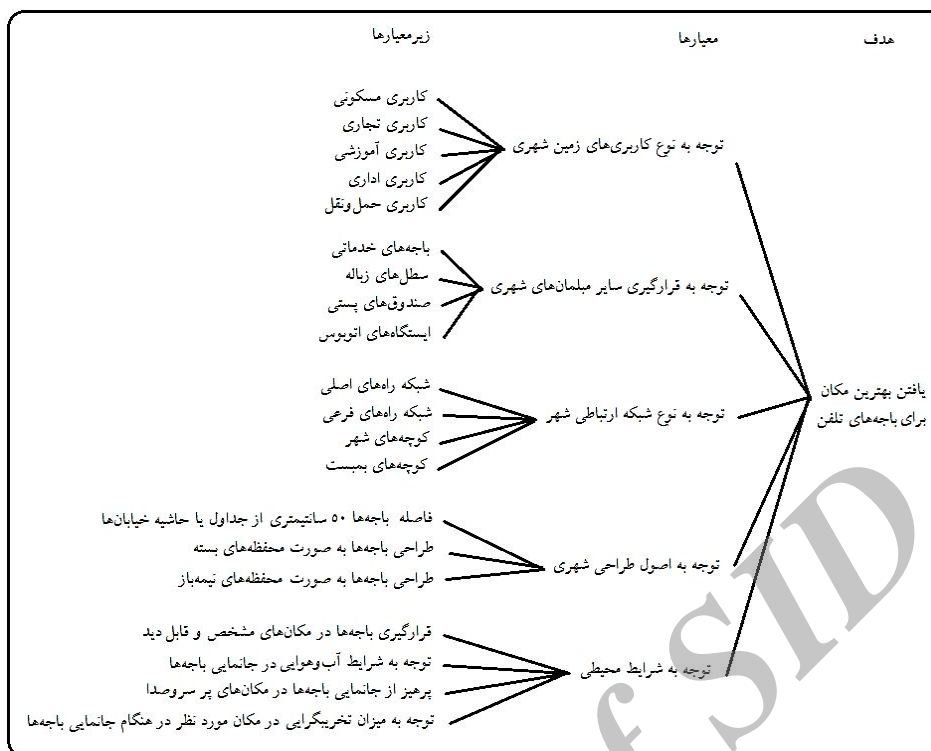 هدف معیارها زیرمعیارها
توجه به نوع کاربری‌های زمین شهری
کاربری مسکونی
کاربری تجاری
کاربری آموزشی
کاربری اداری
کاربری حمل‌ونقل
توجه به قرارگیری سایر مبلمان‌های شهری
باجه‌های خدماتی
سطل‌های زباله
صندوق‌های پستی
ایستگاه‌های اتوبوس
یافتن بهترین مکان
برای باجه‌های تلفن
توجه به نوع شبکه ارتباطی شهر
شبکه راه‌های اصلی
شبکه راه‌های فرعی
کوچه‌های شهر
کوچه‌های بمبست
توجه به اصول طراحی شهری
فاصله باجه‌ها ۵۰ سانتیمتری از جداول یا حاشیه خیابان‌ها
طراحی باجه‌ها به صورت محفظه‌های بسته
طراحی باجه‌ها به صورت محفظه‌های نیمه‌باز
توجه به شرایط محیطی
قرارگیری باجه‌ها در مکان‌های مشخص و قابل دید
توجه به شرایط آب‌وهوایی در جانمایی باجه‌ها
پرهیز از جانمایی باجه‌ها در مکان‌های پر سروصدا
توجه به میزان تخریبگرایی در مکان مورد نظر در هنگام جانمایی باجه‌ها
f SID